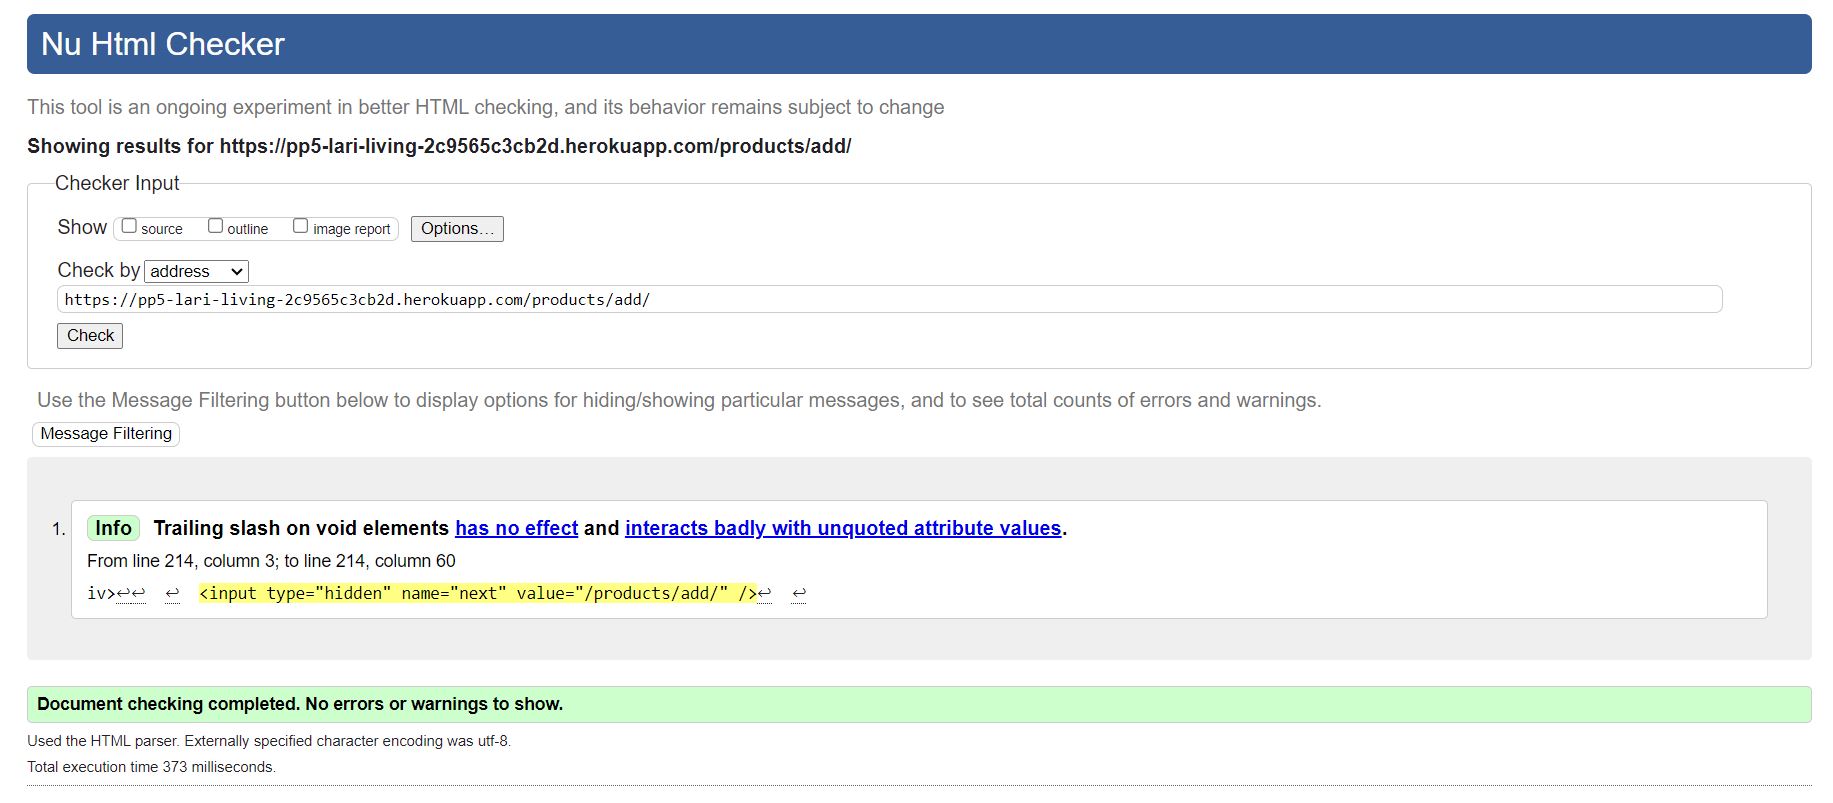 Nu Html Checker
This tool is an ongoing experiment in better HTML checking, and its behavior remains subject to change
Showing results for https://pp5-lari-living-2c9565c3cb2d.herokuapp.com/products/add/
Checker Input
Show source outline image report Options...
Check by address
https://pp5-lari-living-2c9565c3cb2d.herokuapp.com/products/add/
Check
Use the Message Filtering button below to display options for hiding/showing particular messages, and to see total counts of errors and warnings.
Message Filtering
1. Info Trailing slash on void elements has no effect and interacts badly with unquoted attribute values.
From line 214, column 3; to line 214, column 60
iv>↩↩ ↩ <input type="hidden" name="next" value="/products/add/" />↩ ↩
Document checking completed. No errors or warnings to show.
Used the HTML parser. Externally specified character encoding was utf-8.
Total execution time 373 milliseconds.